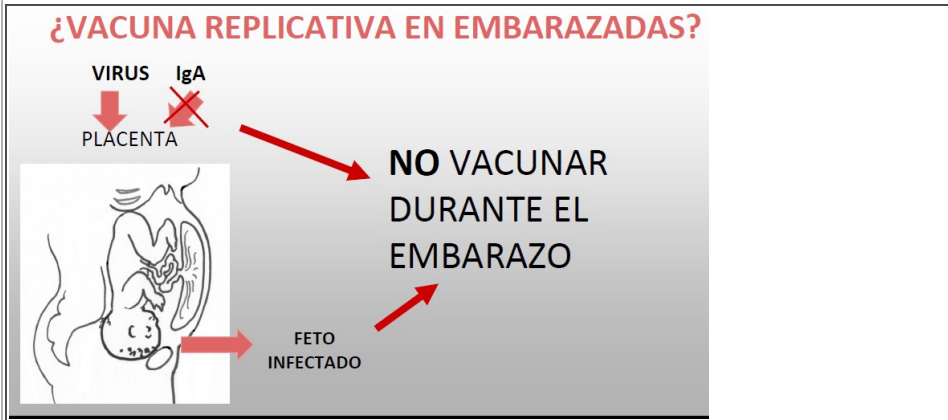 ¿VACUNA REPLICATIVA EN EMBARAZADAS?
VIRUS IgA
PLACENTA
NO VACUNAR
DURANTE EL
EMBARAZO
FETO
INFECTADO